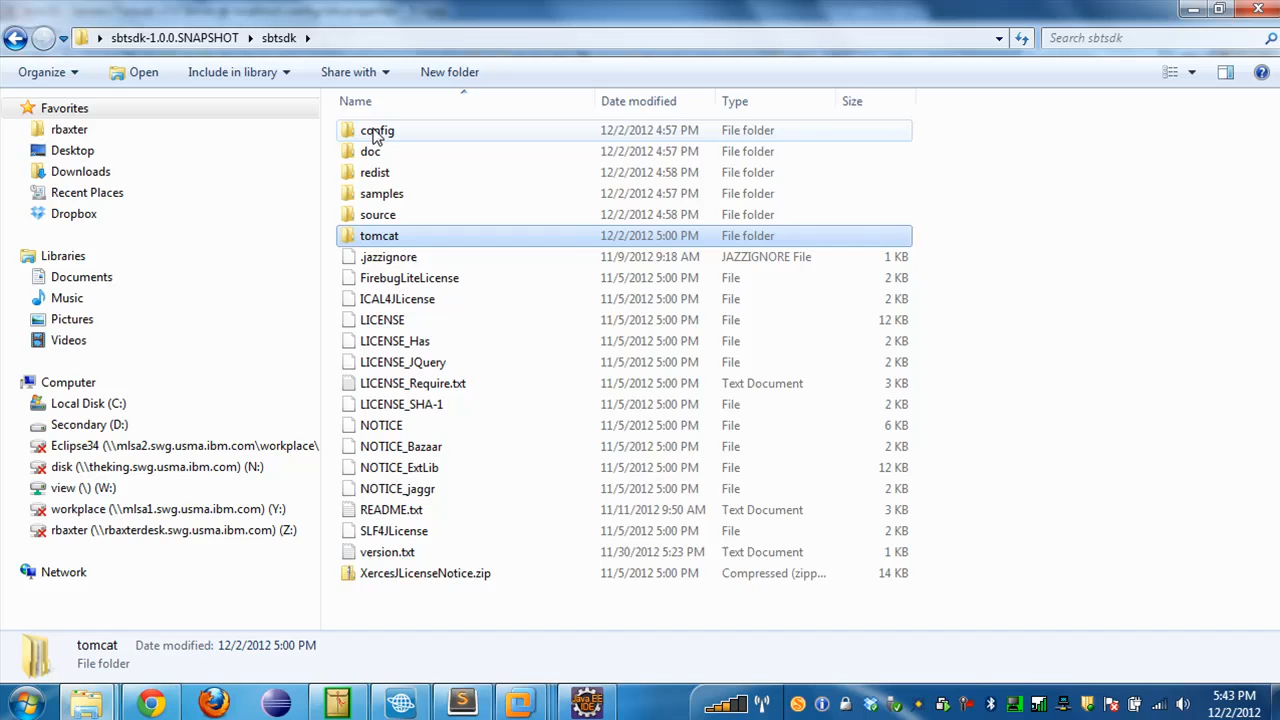 sbtsdk-1.0.0.SNAPSHOT sbtsdk Search sbtsdk
Organize Open Include in library Share with New folder
Name Date modified Type Size
Favorites
rbaxter
Desktop
Downloads
Recent Places
Dropbox
Libraries
Documents
Music
Pictures
Videos
Computer
Local Disk (C:)
Secondary (D:)
Eclipse34 (\\mlsa2.swg.usma.ibm.com\workplace\
disk (\\theking.swg.usma.ibm.com) (N:)
view (\) (W:)
workplace (\\mlsa1.swg.usma.ibm.com) (Y:)
rbaxter (\\rbaxterdesk.swg.usma.ibm.com) (Z:)
Network
config 12/2/2012 4:57 PM File folder
doc 12/2/2012 4:57 PM File folder
redist 12/2/2012 4:58 PM File folder
samples 12/2/2012 4:57 PM File folder
source 12/2/2012 4:58 PM File folder
tomcat 12/2/2012 5:00 PM File folder
.jazzignore 11/9/2012 9:18 AM JAZZIGNORE File 1 KB
FirebugLiteLicense 11/5/2012 5:00 PM File 2 KB
ICAL4JLicense 11/5/2012 5:00 PM File 2 KB
LICENSE 11/5/2012 5:00 PM File 12 KB
LICENSE_Has 11/5/2012 5:00 PM File 2 KB
LICENSE_JQuery 11/5/2012 5:00 PM File 2 KB
LICENSE_Require.txt 11/5/2012 5:00 PM Text Document 3 KB
LICENSE_SHA-1 11/5/2012 5:00 PM File 2 KB
NOTICE 11/5/2012 5:00 PM File 6 KB
NOTICE_Bazaar 11/5/2012 5:00 PM File 2 KB
NOTICE_ExtLib 11/5/2012 5:00 PM File 12 KB
NOTICE_jaggr 11/5/2012 5:00 PM File 2 KB
README.txt 11/11/2012 9:50 AM Text Document 3 KB
SLF4JLicense 11/5/2012 5:00 PM File 2 KB
version.txt 11/30/2012 5:23 PM Text Document 1 KB
XercesJLicenseNotice.zip 11/5/2012 5:00 PM Compressed (zipp... 14 KB
tomcat Date modified: 12/2/2012 5:00 PM
File folder
Java EE
IDE
5:43 PM
12/2/2012